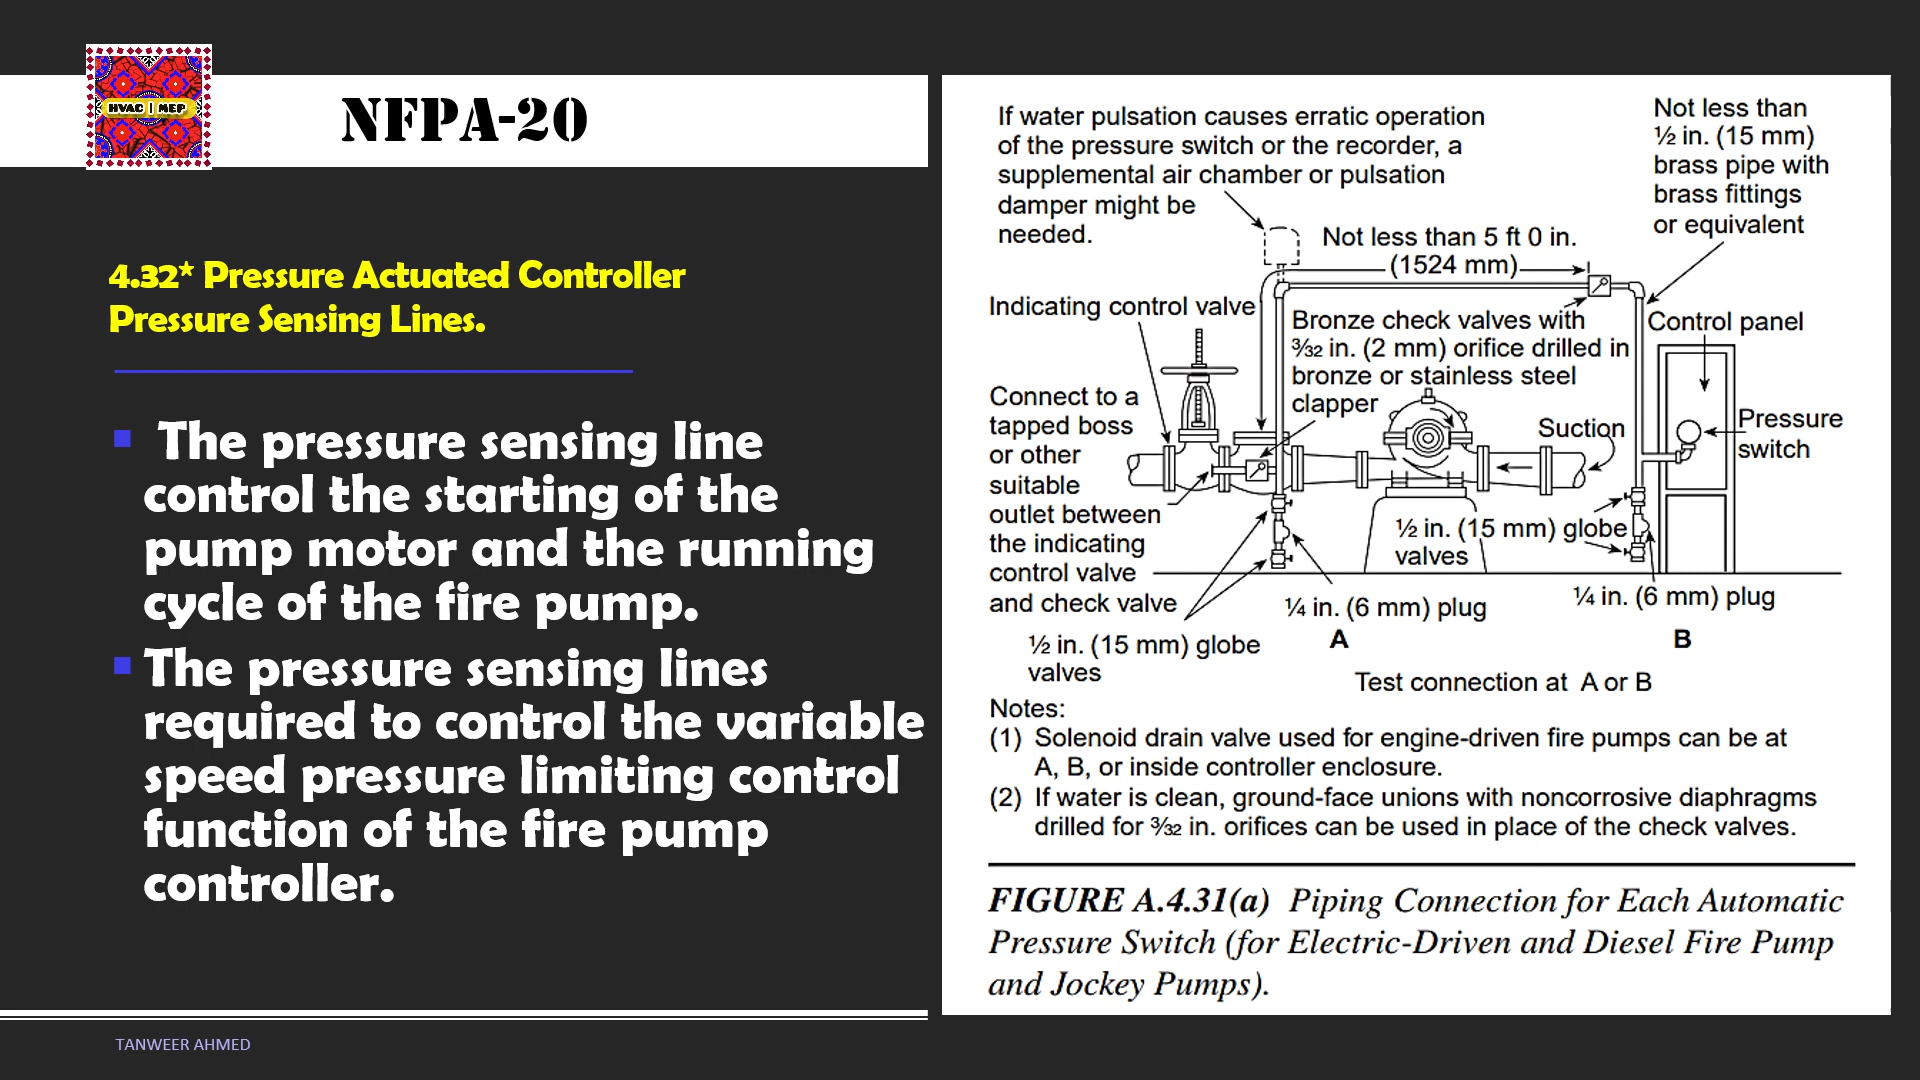 HVAC | MEP
NFPA-20
4.32* Pressure Actuated Controller
Pressure Sensing Lines.
The pressure sensing line
control the starting of the
pump motor and the running
cycle of the fire pump.
The pressure sensing lines
required to control the variable
speed pressure limiting control
function of the fire pump
controller.
TANWEER AHMED
If water pulsation causes erratic operation
of the pressure switch or the recorder, a
supplemental air chamber or pulsation
damper might be
needed.
Not less than
½ in. (15 mm)
brass pipe with
brass fittings
or equivalent
Not less than 5 ft 0 in.
(1524 mm)
Indicating control valve
Bronze check valves with
3⁄32 in. (2 mm) orifice drilled in
bronze or stainless steel
clapper
Control panel
Connect to a
tapped boss
or other
suitable
outlet between
the indicating
control valve
and check valve
Suction
Pressure
switch
½ in. (15 mm) globe
valves
¼ in. (6 mm) plug
¼ in. (6 mm) plug
½ in. (15 mm) globe
valves
A
B
Test connection at A or B
Notes:
(1) Solenoid drain valve used for engine-driven fire pumps can be at
A, B, or inside controller enclosure.
(2) If water is clean, ground-face unions with noncorrosive diaphragms
drilled for 3⁄32 in. orifices can be used in place of the check valves.
FIGURE A.4.31(a) Piping Connection for Each Automatic
Pressure Switch (for Electric-Driven and Diesel Fire Pump
and Jockey Pumps).